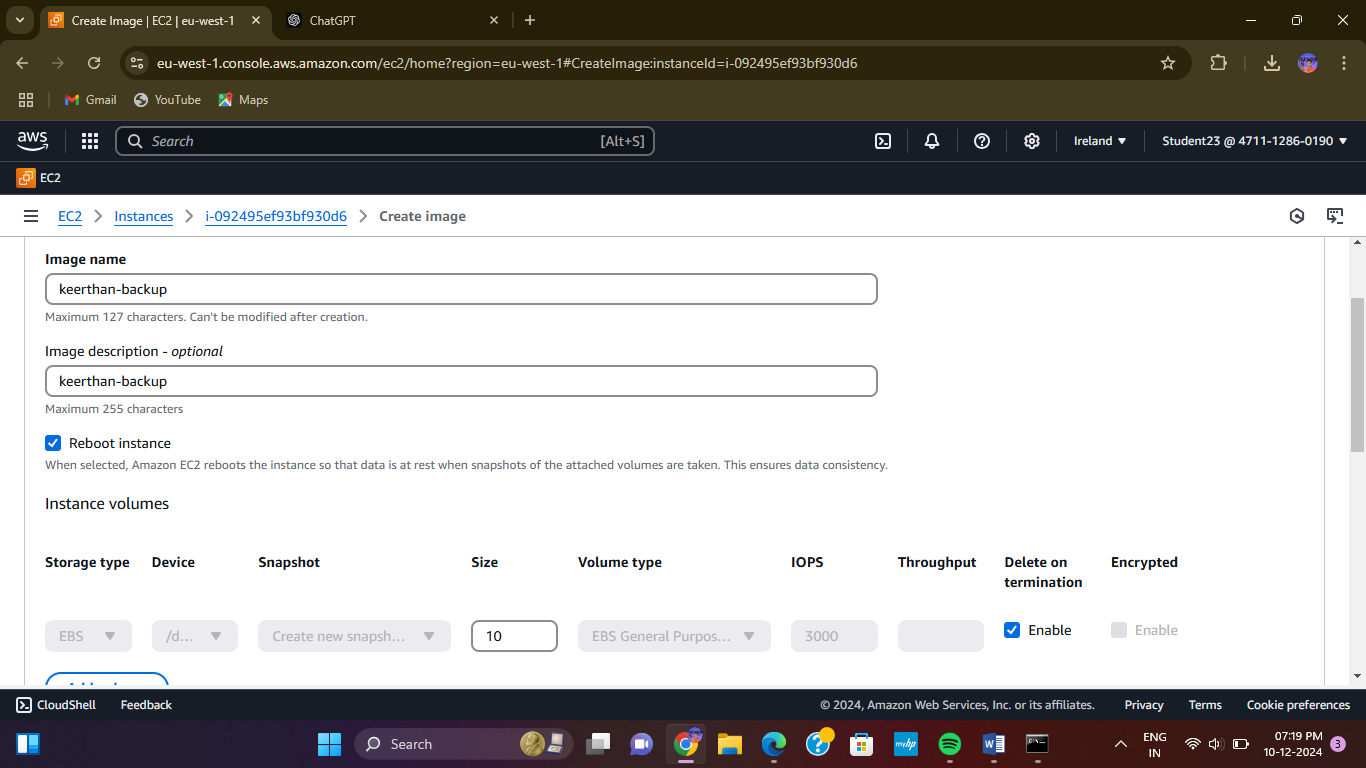 Create Image | EC2 | eu-west-1
ChatGPT
eu-west-1.console.aws.amazon.com/ec2/home?region=eu-west-1#CreateImage:instanceId=i-092495ef93bf930d6
Gmail YouTube Maps
aws Search [Alt+S] Ireland Student23 @ 4711-1286-0190
EC2
EC2 > Instances > i-092495ef93bf930d6 > Create image
Image name
keerthan-backup
Maximum 127 characters. Can't be modified after creation.
Image description - optional
keerthan-backup
Maximum 255 characters
Reboot instance
When selected, Amazon EC2 reboots the instance so that data is at rest when snapshots of the attached volumes are taken. This ensures data consistency.
Instance volumes
Storage type Device Snapshot Size Volume type IOPS Throughput Delete on termination Encrypted
EBS /d... Create new snapsh... 10 EBS General Purpos... 3000 Enable Enable
CloudShell Feedback © 2024, Amazon Web Services, Inc. or its affiliates. Privacy Terms Cookie preferences
Search myhp ENG IN 07:19 PM 10-12-2024 3